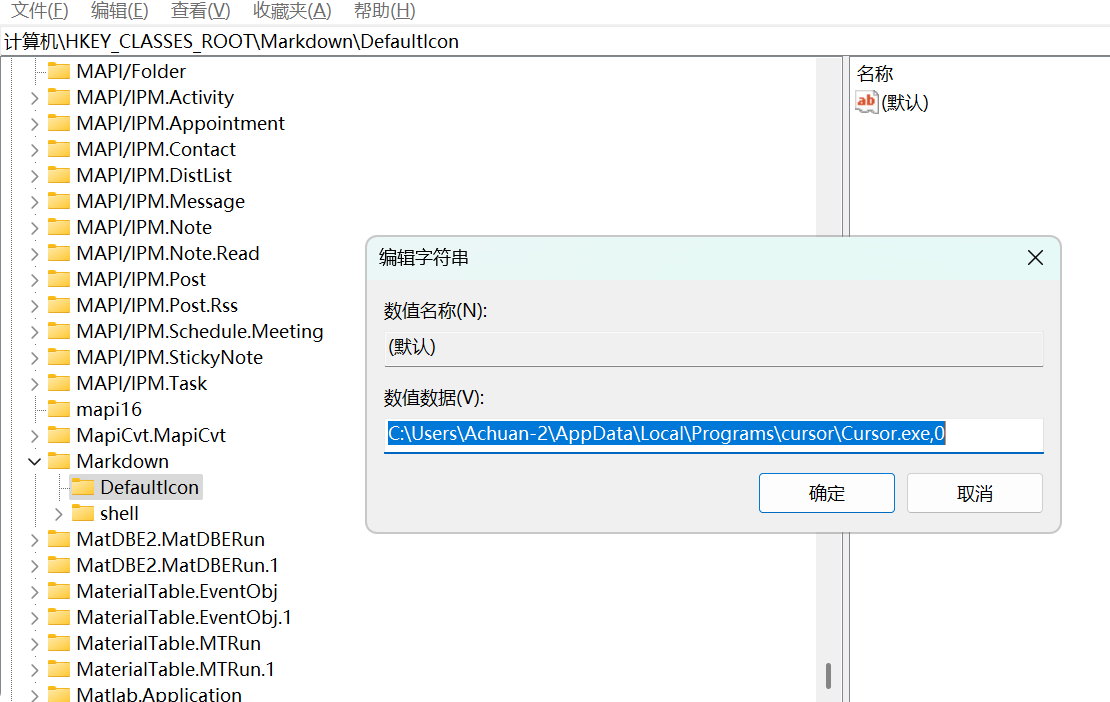 文件(F) 编辑(E) 查看(V) 收藏夹(A) 帮助(H)
计算机\HKEY_CLASSES_ROOT\Markdown\DefaultIcon
MAPI/Folder
MAPI/IPM.Activity
MAPI/IPM.Appointment
MAPI/IPM.Contact
MAPI/IPM.DistList
MAPI/IPM.Message
MAPI/IPM.Note
MAPI/IPM.Note.Read
MAPI/IPM.Post
MAPI/IPM.Post.Rss
MAPI/IPM.Schedule.Meeting
MAPI/IPM.StickyNote
MAPI/IPM.Task
mapi16
MapiCvt.MapiCvt
Markdown
DefaultIcon
shell
MatDBE2.MatDBERun
MatDBE2.MatDBERun.1
MaterialTable.EventObj
MaterialTable.EventObj.1
MaterialTable.MTRun
MaterialTable.MTRun.1
Matlab.Application
名称
ab (默认)
编辑字符串
数值名称(N):
(默认)
数值数据(V):
C:\Users\Achuan-2\AppData\Local\Programs\cursor\Cursor.exe,0
确定 取消